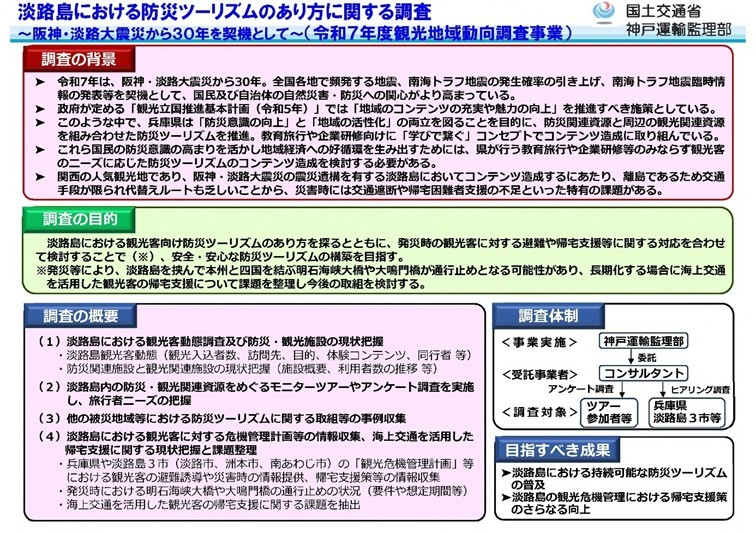 淡路島における防災ツーリズムのあり方に関する調査
～阪神・淡路大震災から30年を契機として～（令和７年度観光地域動向調査事業）
国土交通省
神戸運輸監理部
調査の背景
➤ 令和7年は、阪神・淡路大震災から30年。全国各地で頻発する地震、南海トラフ地震の発生確率の引き上げ、南海トラフ地震臨時情
報の発表等を契機として、国民及び自治体の自然災害・防災への関心がより高まっている。
➤ 政府が定める「観光立国推進基本計画（令和5年）」では「地域のコンテンツの充実や魅力の向上」を推進すべき施策としている。
➤ このような中で、兵庫県は「防災意識の向上」と「地域の活性化」の両立を図ることを目的に、防災関連資源と周辺の観光関連資源
を組み合わせた防災ツーリズムを推進。教育旅行や企業研修向けに「学びで繋ぐ」コンセプトでコンテンツ造成に取り組んでいる。
➤ これら国民の防災意識の高まりを活かし地域経済への好循環を生み出すためには、県が行う教育旅行や企業研修等のみならず観光客
のニーズに応じた防災ツーリズムのコンテンツ造成を検討する必要がある。
➤ 関西の人気観光地であり、阪神・淡路大震災の震災遺構を有する淡路島においてコンテンツ造成するにあたり、離島であるため交通
手段が限られ代替えルートも乏しいことから、災害時には交通遮断や帰宅困難者支援の不足といった特有の課題がある。
調査の目的
淡路島における観光客向け防災ツーリズムのあり方を探るとともに、発災時の観光客に対する避難や帰宅支援等に関する対応を合わせ
て検討することで（※）、安全・安心な防災ツーリズムの構築を目指す。
※発災等により、淡路島を挟んで本州と四国を結ぶ明石海峡大橋や大鳴門橋が通行止めとなる可能性があり、長期化する場合に海上交通
を活用した観光客の帰宅支援について課題を整理し今後の取組を検討する。
調査の概要
（１）淡路島における観光客動態調査及び防災・観光施設の現状把握
・淡路島観光客動態（観光入込者数、訪問先、目的、体験コンテンツ、同行者 等）
・防災関連施設と観光関連施設の現状把握（施設概要、利用者数の推移 等）
（２）淡路島内の防災・観光関連資源をめぐるモニターツアーやアンケート調査を実施
し、旅行者ニーズの把握
（３）他の被災地域等における防災ツーリズムに関する取組等の事例収集
（４）淡路島における観光客に対する危機管理計画等の情報収集、海上交通を活用した
帰宅支援に関する現状把握と課題整理
・兵庫県や淡路島３市（淡路市、洲本市、南あわじ市）の「観光危機管理計画」等
における観光客の避難誘導や災害時の情報提供、帰宅支援策等の情報収集
・発災時における明石海峡大橋や大鳴門橋の通行止めの状況（要件や想定期間等）
・海上交通を活用した観光客の帰宅支援に関する課題を抽出
調査体制
＜事業実施＞ 神戸運輸監理部
委託
＜受託事業者＞ コンサルタント
アンケート調査 ヒアリング調査
＜調査対象＞ ツアー参加者等 兵庫県淡路島３市等
目指すべき成果
➤淡路島における持続可能な防災ツーリズム
の普及
➤淡路島の観光危機管理における帰宅支援策
のさらなる向上